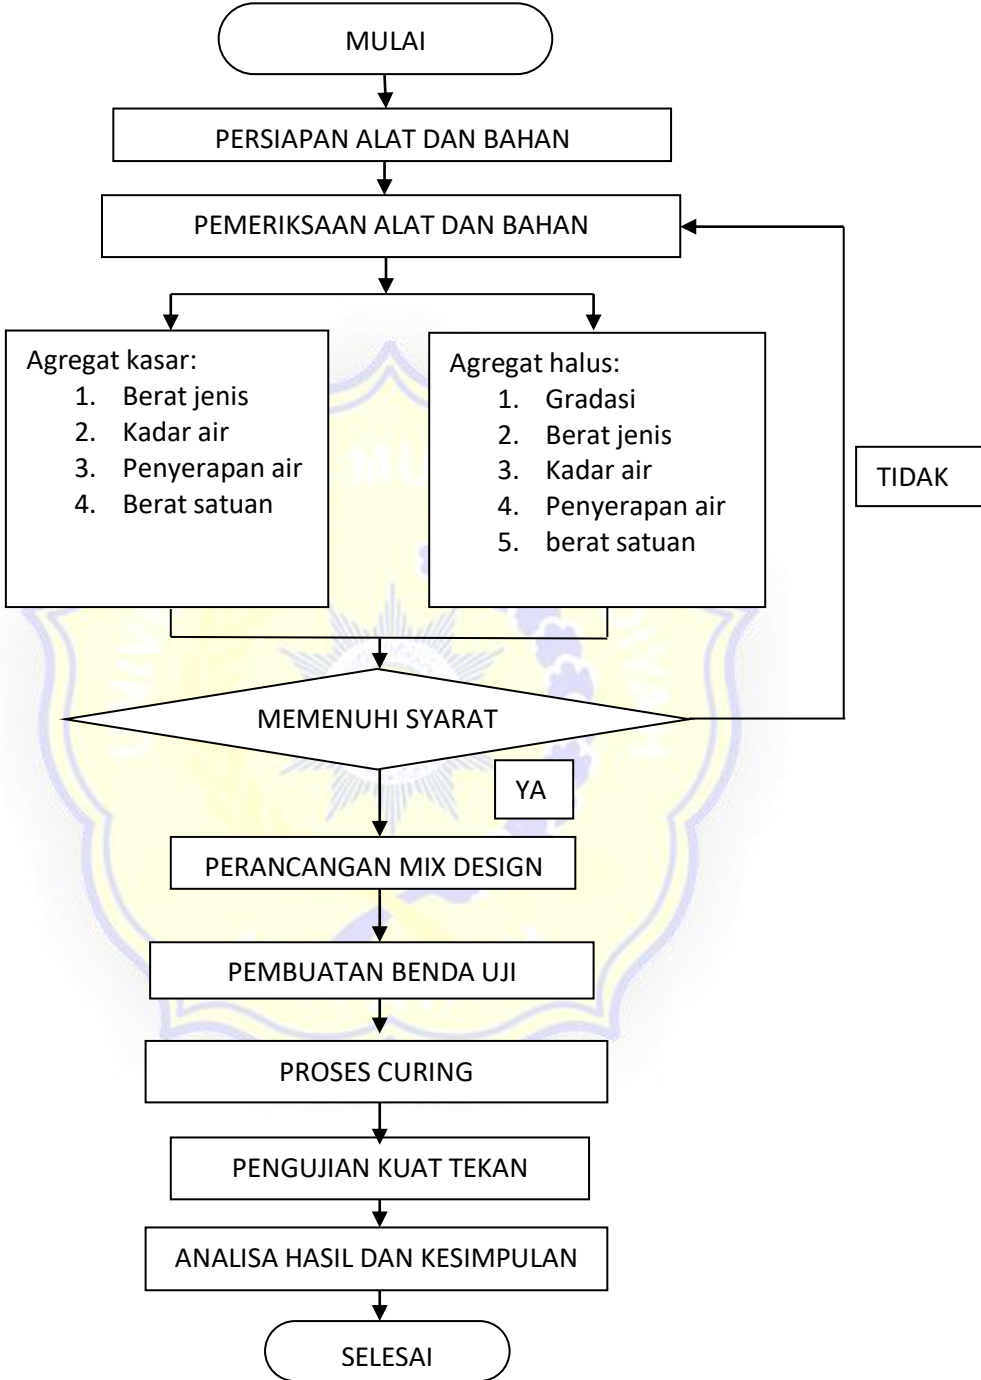 MULAI
PERSIAPAN ALAT DAN BAHAN
PEMERIKSAAN ALAT DAN BAHAN
Agregat kasar:
1. Berat jenis
2. Kadar air
3. Penyerapan air
4. Berat satuan
Agregat halus:
1. Gradasi
2. Berat jenis
3. Kadar air
4. Penyerapan air
5. berat satuan
TIDAK
MEMENUHI SYARAT
YA
PERANCANGAN MIX DESIGN
PEMBUATAN BENDA UJI
PROSES CURING
PENGUJIAN KUAT TEKAN
ANALISA HASIL DAN KESIMPULAN
SELESAI